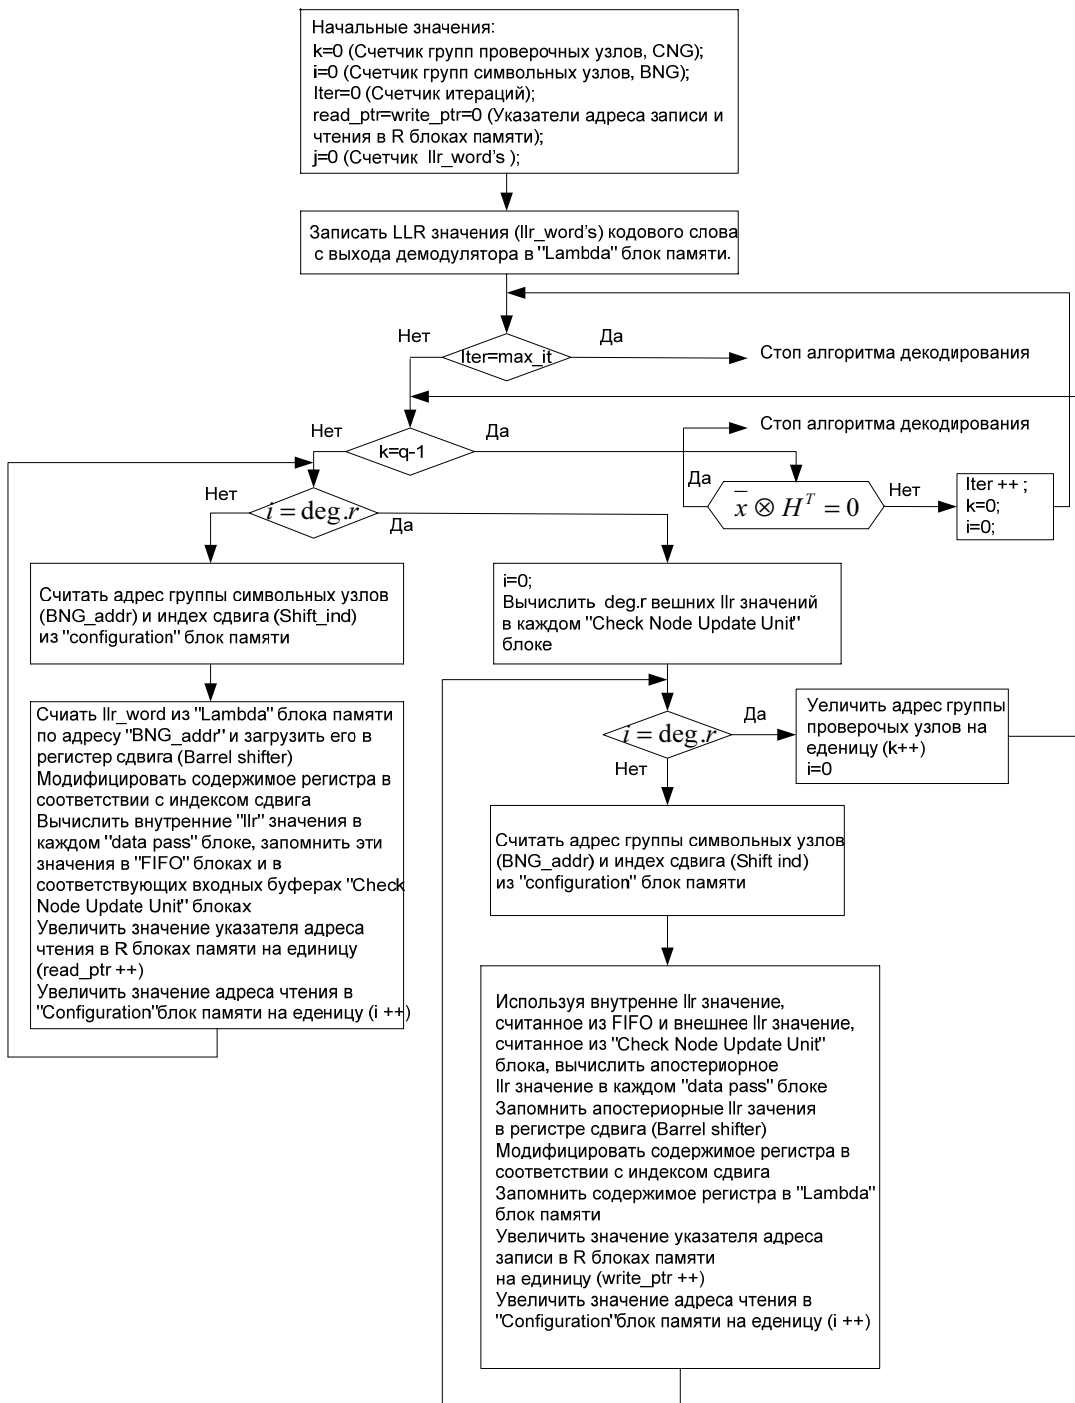 Начальные значения:
k=0 (Счетчик групп проверочных узлов, CNG);
i=0 (Счетчик групп символьных узлов, BNG);
Iter=0 (Счетчик итераций);
read_ptr=write_ptr=0 (Указатели адреса записи и
чтения в R блоках памяти);
j=0 (Счетчик llr_word's );
Записать LLR значения (llr_word's) кодового слова
с выхода демодулятора в "Lambda" блок памяти.
Нет
Да
Iter=max_it
Стоп алгоритма декодирования
Нет
Да
k=q-1
Стоп алгоритма декодирования
Да
Нет
x̅ ⊗ H^T = 0
Iter ++ ;
k=0;
i=0;
Нет
Да
i = deg.r
Считать адрес группы символьных узлов
(BNG_addr) и индекс сдвига (Shift_ind)
из "configuration" блок памяти
i=0;
Вычислить deg.r вешних llr значений
в каждом "Check Node Update Unit"
блоке
Счиать llr_word из "Lambda" блока памяти
по адресу "BNG_addr" и загрузить его в
регистер сдвига (Barrel shifter)
Модифицировать содержимое регистра в
соответствии с индексом сдвига
Вычислить внутренние "llr" значения в
каждом "data pass" блоке, запомнить эти
значения в "FIFO" блоках и в
соответствующих входных буферах "Check
Node Update Unit" блоках
Увеличить значение указателя адреса
чтения в R блоках памяти на единицу
(read_ptr ++)
Увеличить значение адреса чтения в
"Configuration"блок памяти на еденицу (i ++)
i = deg.r
Да
Нет
Уеличить адрес группы
проверочых узлов на
еденицу (k++)
i=0
Считать адрес группы символьных узлов
(BNG_addr) и индекс сдвига (Shift ind)
из "configuration" блок памяти
Используя внутренне llr значение,
считанное из FIFO и внешнее llr значение,
считанное из "Check Node Update Unit"
блока, вычислить апостериорное
llr значение в каждом "data pass" блоке
Запомнить апостериорные llr зачения
в регистре сдвига (Barrel shifter)
Модифицировать содержимое регистра в
соответствии с индексом сдвига
Запомнить содержимое регистра в "Lambda"
блок памяти
Увеличить значение указателя адреса
записи в R блоках памяти
на единицу (write_ptr ++)
Увеличить значение адреса чтения в
"Configuration"блок памяти на еденицу (i ++)